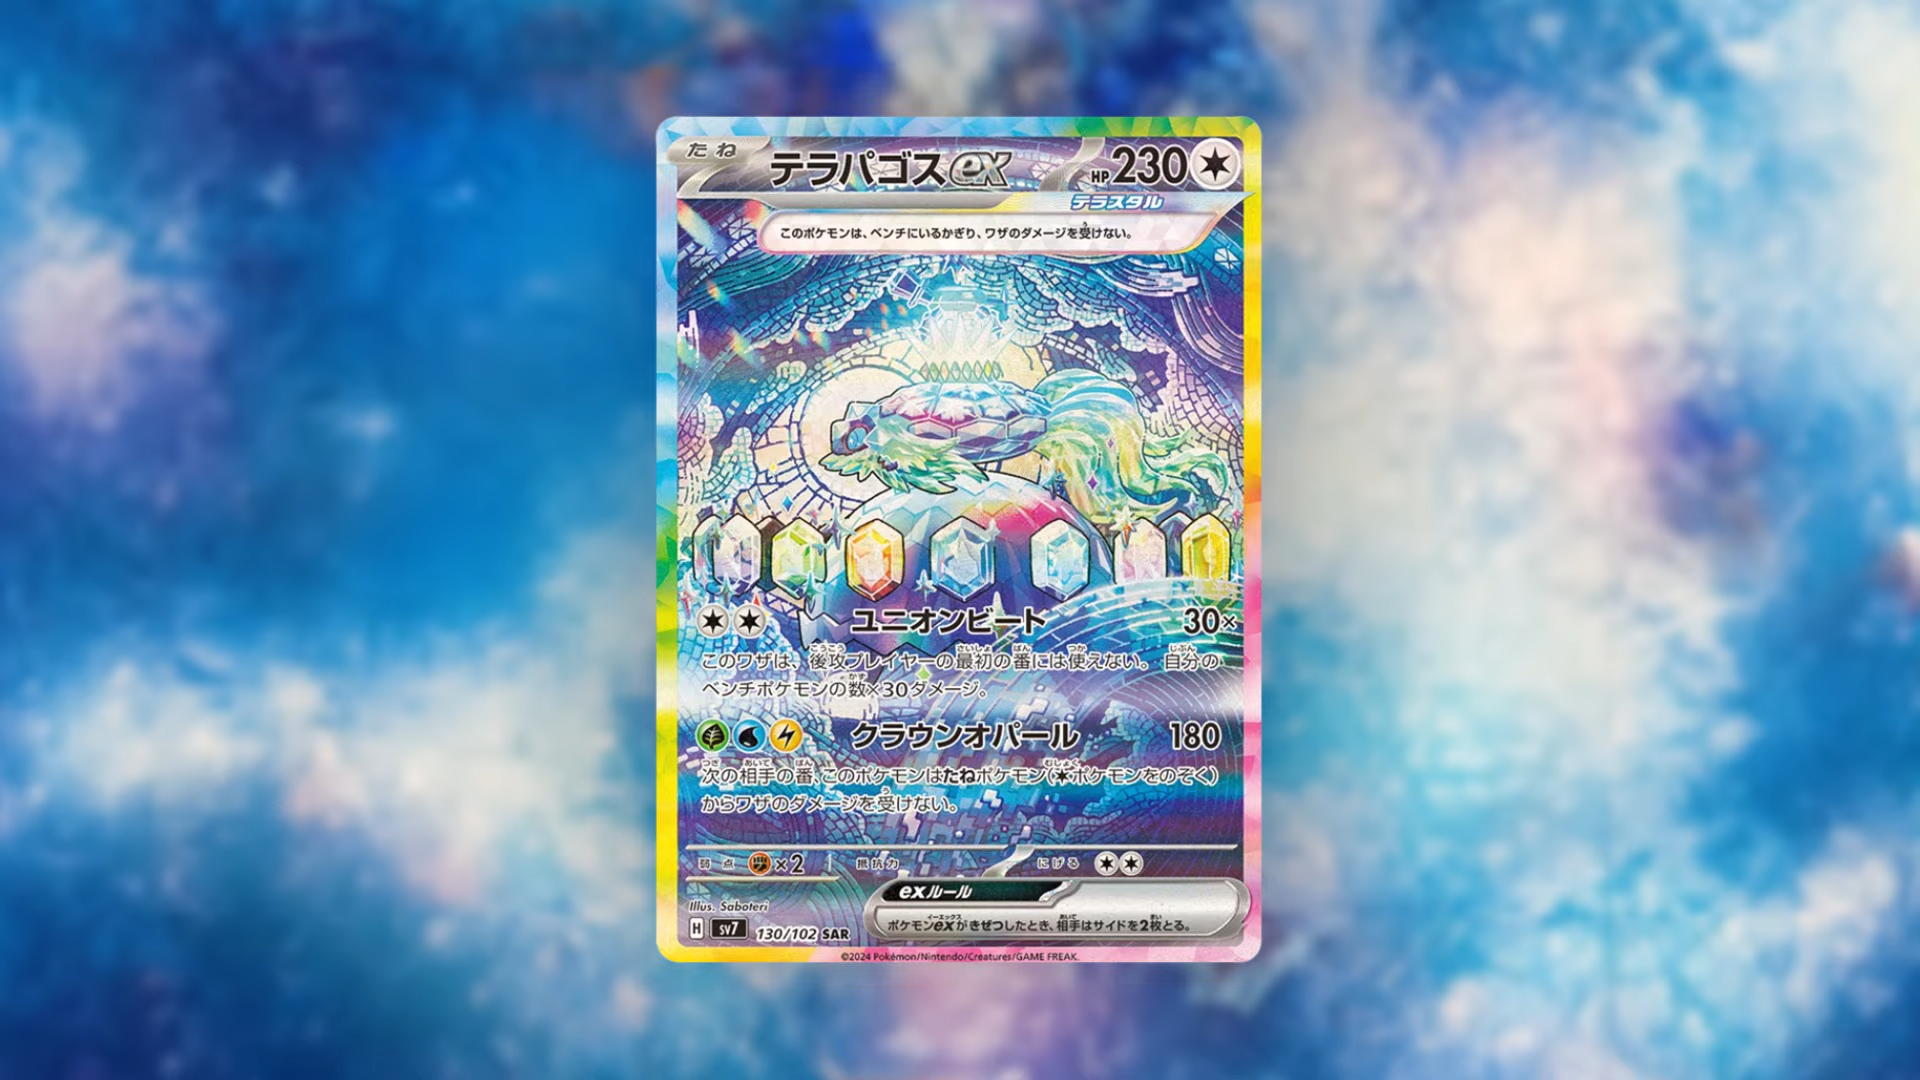 たね テラパゴスex HP230
テラスタル
このポケモンは、ベンチにいるかぎり、ワザのダメージを受けない。
ユニオンビート 30×
このワザは、後攻プレイヤーの最初の番には使えない。自分の
ベンチポケモンの数×30ダメージ。
クラウンオパール 180
次の相手の番、このポケモンはたねポケモン(ポケモンをのぞく)
からワザのダメージを受けない。
弱点 ×2 抵抗力 にげる
exルール
ポケモンexがきぜつしたとき、相手はサイドを2枚とる。
Illus. Saboteri
H sv7 130/102 SAR
©2024 Pokémon/Nintendo/Creatures/GAME FREAK.